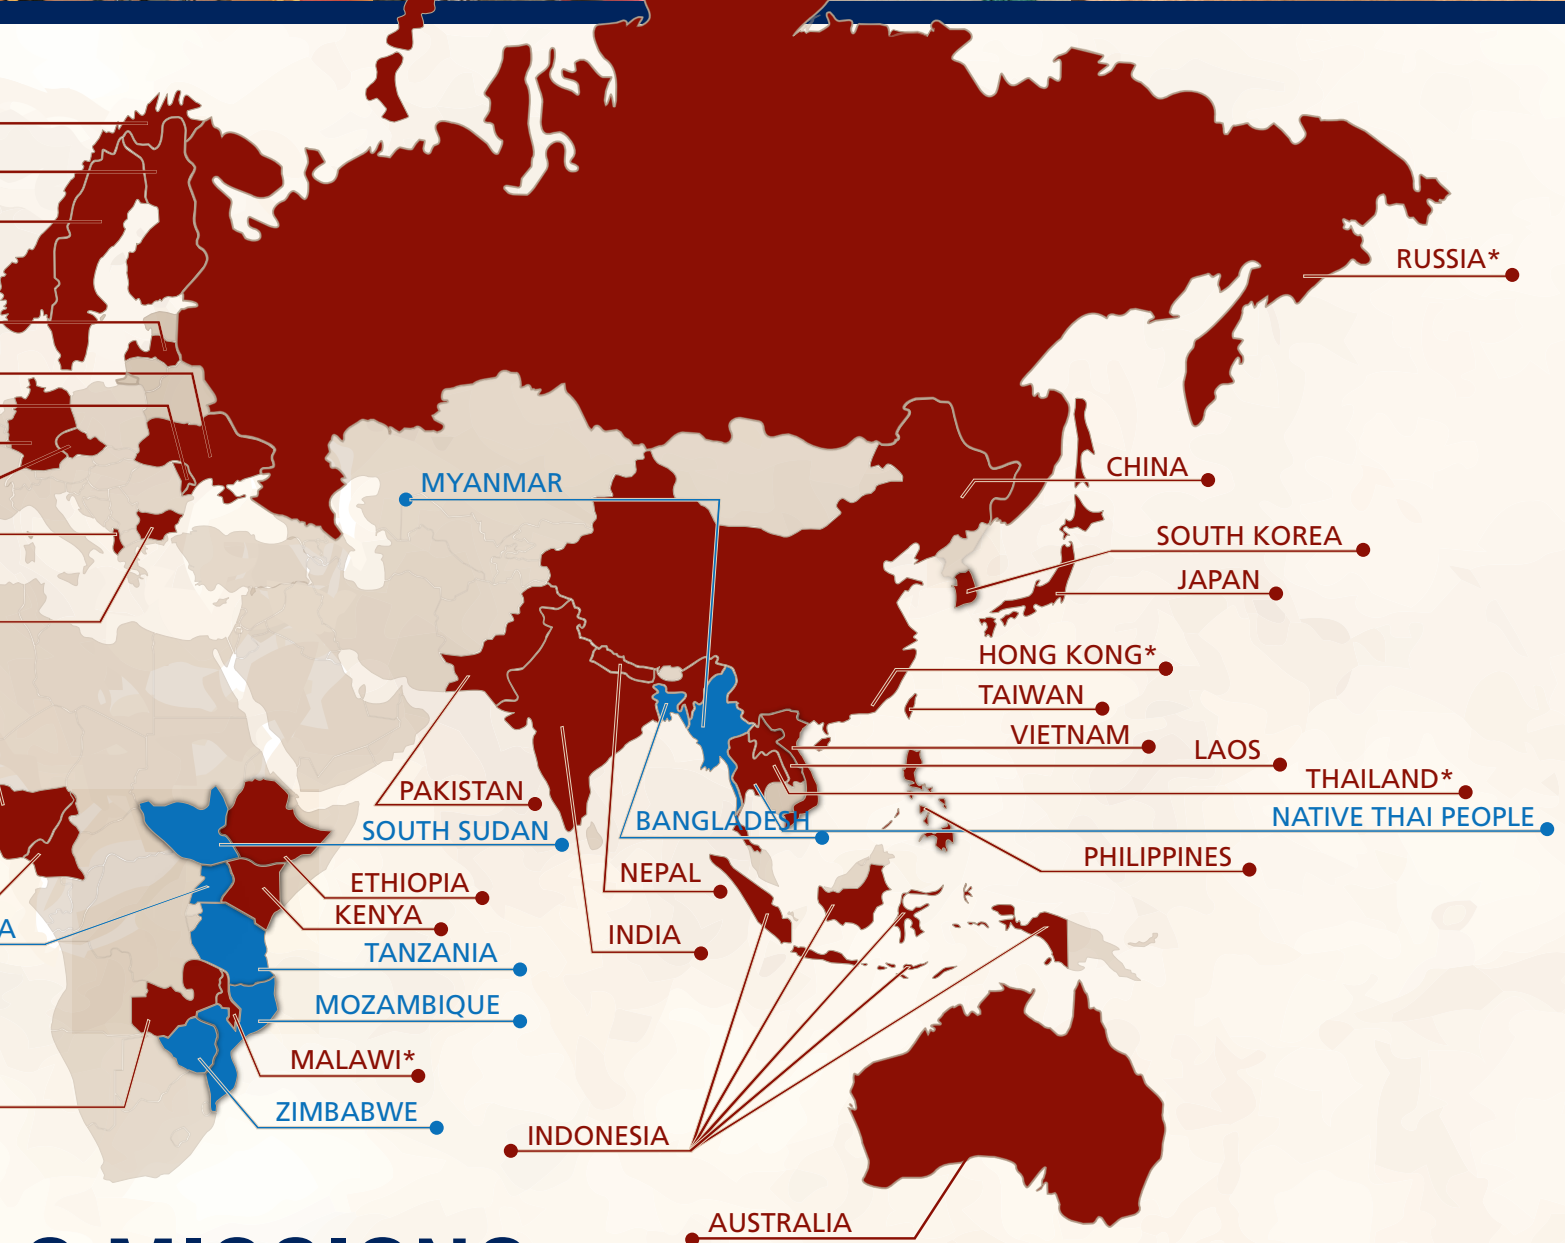 RUSSIA*
CHINA
MYANMAR
SOUTH KOREA
JAPAN
HONG KONG*
TAIWAN
VIETNAM
LAOS
THAILAND*
PAKISTAN
NATIVE THAI PEOPLE
BANGLADESH
SOUTH SUDAN
PHILIPPINES
NEPAL
ETHIOPIA
KENYA
A
INDIA
TANZANIA
MOZAMBIQUE
MALAWI*
ZIMBABWE
INDONESIA
AUSTRALIA
MISSIONS